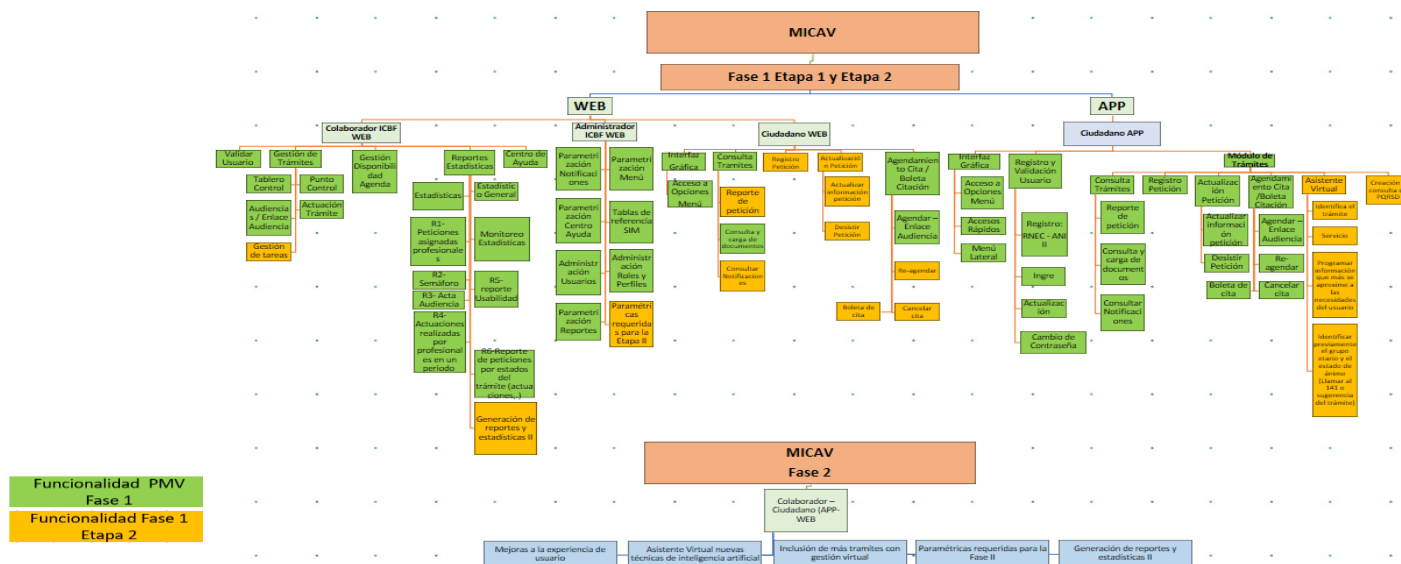 MICAV
Fase 1 Etapa 1 y Etapa 2
WEB
APP
Colaborador ICBF
WEB
Administrador
ICBF WEB
Ciudadano WEB
Ciudadano APP
Validar
Usuario
Gestión de
Trámites
Tablero
Control
Punto
Control
Audiencia
s / Enlace
Audiencia
Actuación
Trámite
Gestión
de tareas
Gestión
Disponibili
dad
Agenda
Reportes
Estadísticas
Estadísticas
Estadístic
o General
R1-
Peticiones
asignadas
profesionale
s
Monitoreo
Estadísticas
R2-
Semáforo
R3- Acta
Audiencia
R5-
reporte
Usabilidad
R4-
Actuaciones
realizadas
por
profesional
es en un
periodo
R6-Reporte
de peticiones
por estados del
trámite (actua
ciones,.)
Generación de
reportes y
estadísticas II
Centro de
Ayuda
Parametri
zación
Notificaci
ones
Parametri
zación
Menú
Parametri
zación
Centro
Ayuda
Tablas de
referencia
SIM
Administ
ración
Usuarios
Administ
ración
Roles y
Perfiles
Parametri
zación
Reportes
Paramétri
cas
requeridas
para la
Etapa II
Interfaz
Gráfica
Acceso a
Opciones
Menú
Consulta
Tramites
Reporte
de
petición
Consulta y
carga de
documentos
Consultar
Notificacion
es
Registro
Petición
Actualizació
n Petición
Actualizar
información
petición
Desistir
Petición
Agendamien
to Cita /
Boleta
Citación
Agendar –
Enlace
Audiencia
Re-agendar
Boleta de
cita
Cancelar
cita
Interfaz
Gráfica
Acceso a
Opciones
Menú
Accesos
Rápidos
Menú
Lateral
Registro y
Validación
Usuario
Registro:
RNEC - ANI
II
Ingre
Actualizac
ión
Cambio de
Contraseña
Módulo de
Trámites
Consulta
Trámites
Reporte
de
petición
Consulta y
carga de
document
os
Consultar
Notificaci
ones
Registro
Petición
Actualizac
ión
Petición
Actualizar
informaci
ón petición
Desistir
Petición
Boleta de
cita
Agendami
ento Cita
/Boleta
Citación
Agendar –
Enlace
Audiencia
Re-
agendar
Cancelar
cita
Asistente
Virtual
Identifica el
trámite
Servicio
Programar
información
que más se
aproxime a
las
necesidades
del usuario
Identificar
previamente
el grupo
etario y el
estado de
ánimo
(Llamar al
141 o
sugerencia
del trámite)
Creación
consulta
PQRSD
MICAV
Fase 2
Colaborador –
Ciudadano (APP-
WEB
Mejoras a la experiencia de
usuario
Asistente Virtual nuevas
técnicas de inteligencia artificial
Inclusión de más tramites con
gestión virtual
Paramétricas requeridas para la
Fase II
Generación de reportes y
estadísticas II
Funcionalidad PMV
Fase 1
Funcionalidad Fase 1
Etapa 2